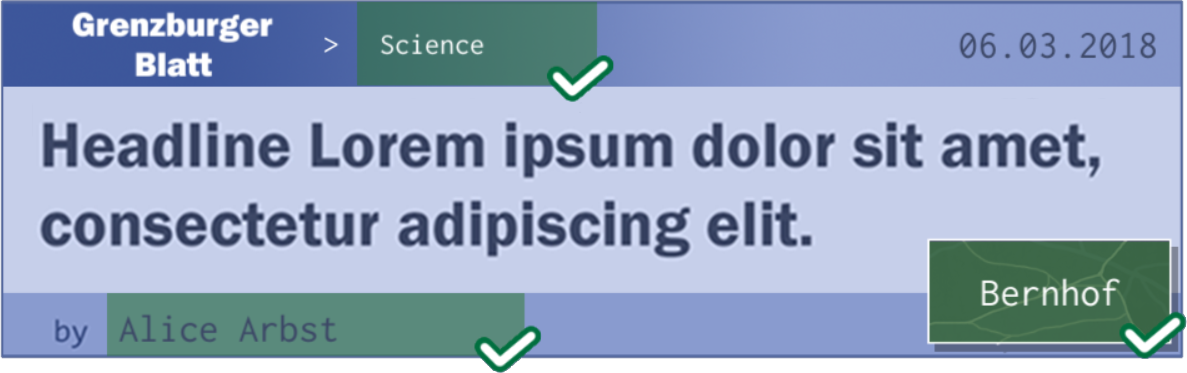 Grenzburger
Blatt
> Science
06.03.2018
Headline Lorem ipsum dolor sit amet,
consectetur adipiscing elit.
by Alice Arbst
Bernhof